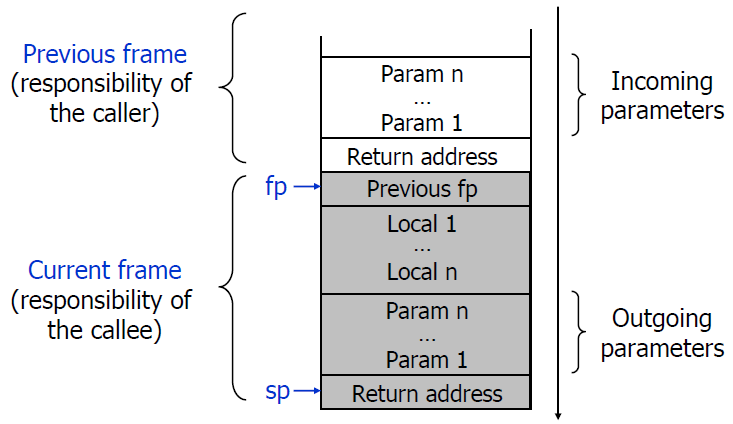 Previous frame
(responsibility of
the caller)
Param n
...
Param 1
Incoming
parameters
Return address
fp
Previous fp
Local 1
...
Local n
Current frame
(responsibility of
the callee)
Param n
...
Param 1
Outgoing
parameters
sp
Return address